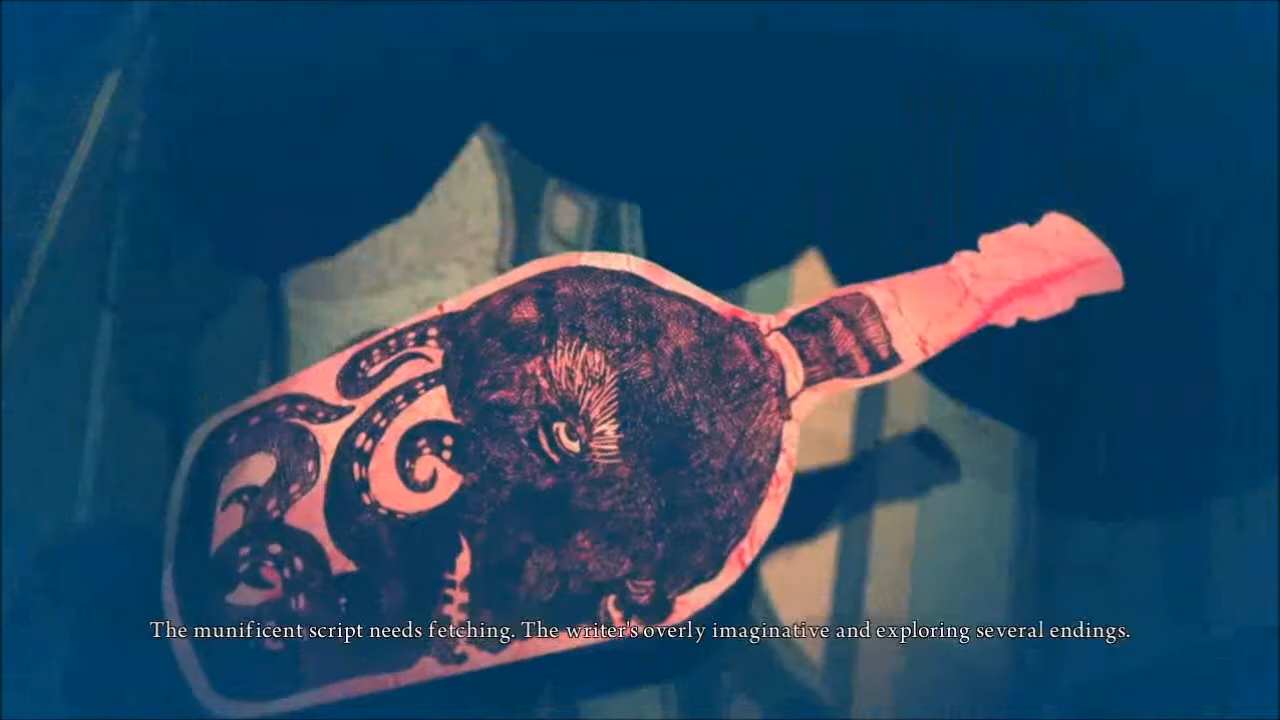 The munificent script needs fetching. The writer's overly imaginative and exploring several endings.